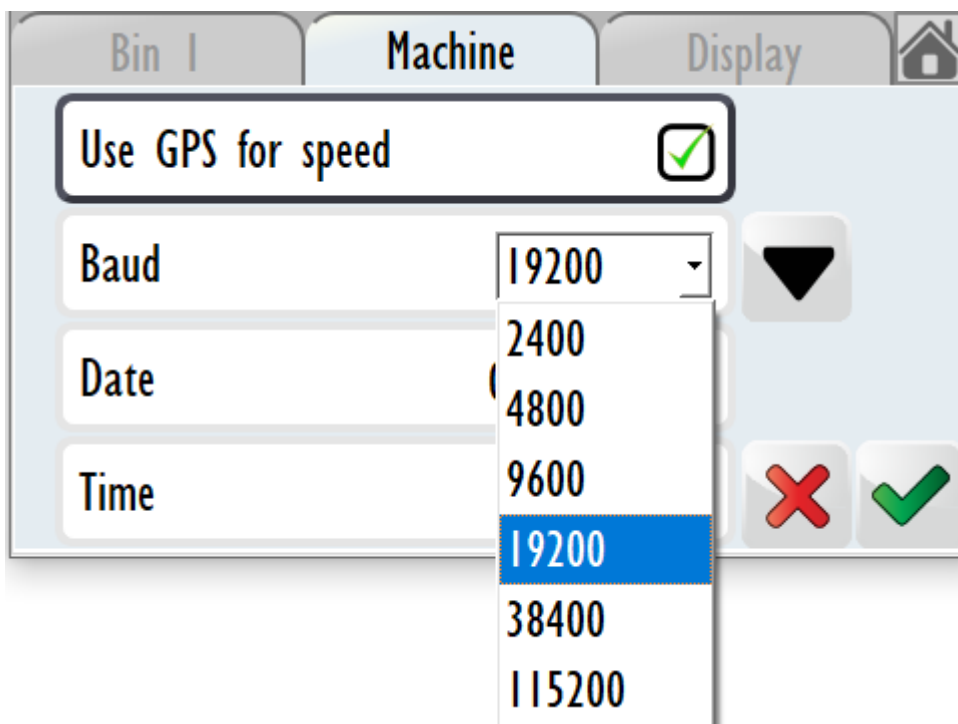 Bin 1
Machine
Display
Use GPS for speed
Baud
19200
2400
Date
4800
9600
Time
19200
38400
115200